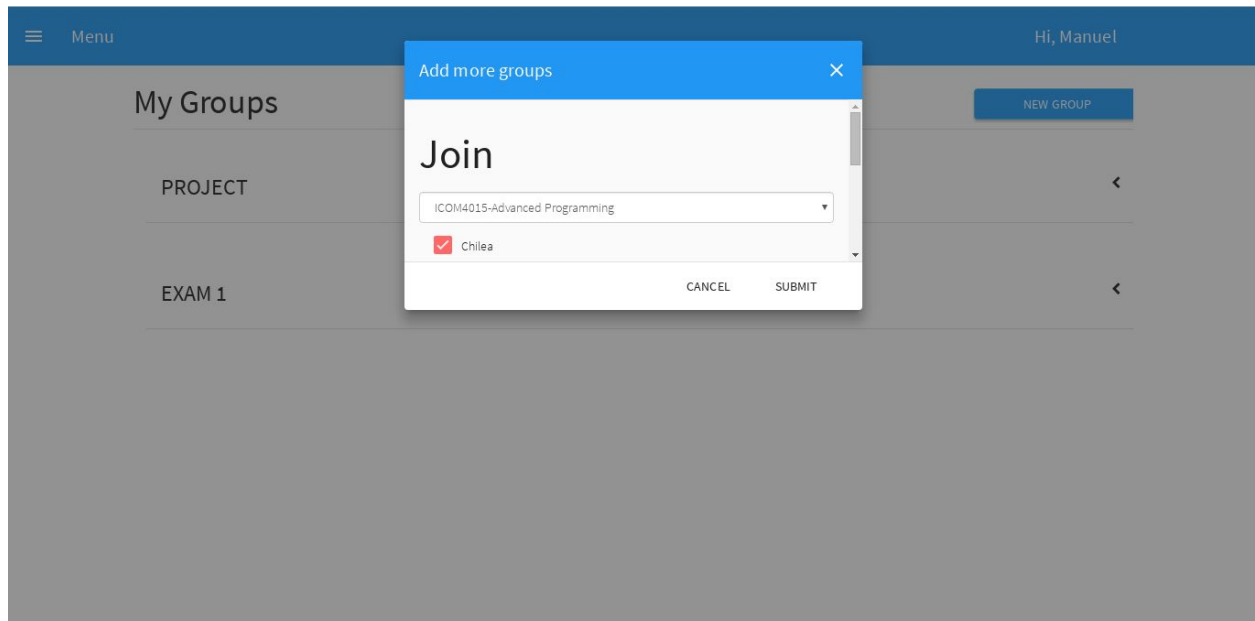 Menu
Hi, Manuel
My Groups
NEW GROUP
PROJECT
EXAM 1
Add more groups
Join
ICOM4015-Advanced Programming
Chilea
CANCEL
SUBMIT